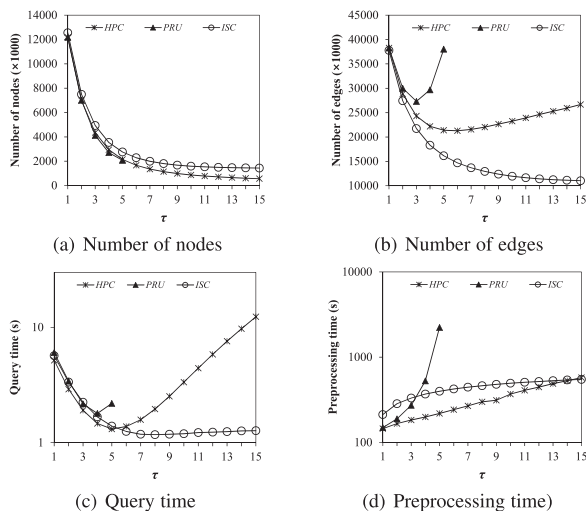 14000
12000
10000
8000
6000
4000
2000
0
Number of nodes (×1000)
HPC PRU ISC
1 3 5 7 9 11 13 15
τ
(a) Number of nodes
45000
40000
35000
30000
25000
20000
15000
10000
Number of edges (×1000)
HPC PRU ISC
1 3 5 7 9 11 13 15
τ
(b) Number of edges
10
1
Query time (s)
HPC PRU ISC
1 3 5 7 9 11 13 15
τ
(c) Query time
10000
1000
100
Preprocessing time (s)
HPC PRU ISC
1 3 5 7 9 11 13 15
τ
(d) Preprocessing time)